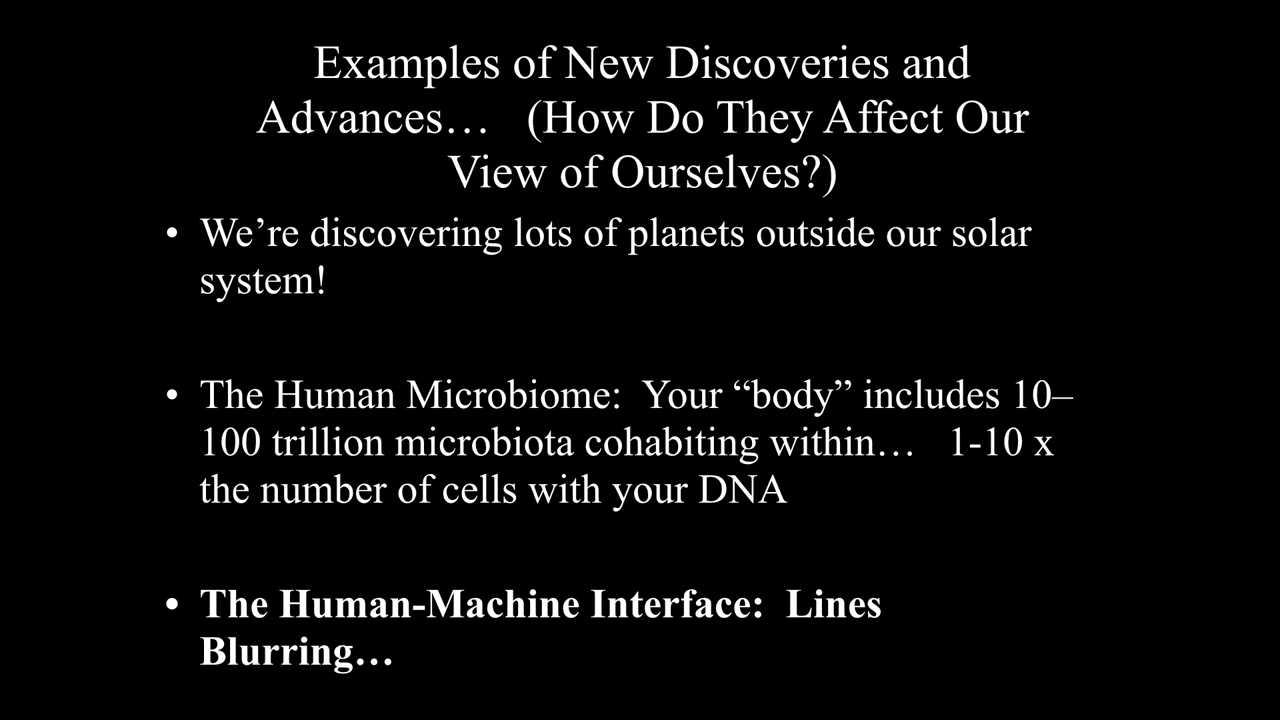 Examples of New Discoveries and
Advances… (How Do They Affect Our
View of Ourselves?)
• We’re discovering lots of planets outside our solar
system!
• The Human Microbiome: Your “body” includes 10–
100 trillion microbiota cohabiting within… 1-10 x
the number of cells with your DNA
• The Human-Machine Interface: Lines
Blurring…